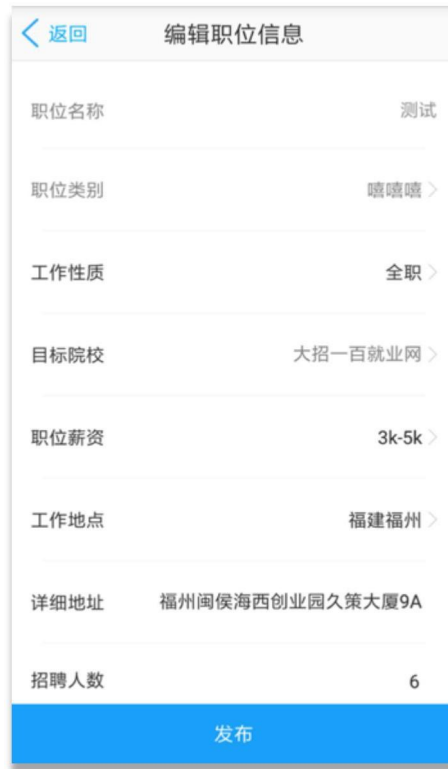 返回 编辑职位信息
职位名称 测试
职位类别 嘻嘻嘻
工作性质 全职
目标院校 大招一百就业网
职位薪资 3k-5k
工作地点 福建福州
详细地址 福州闽侯海西创业园久策大厦9A
招聘人数 6
发布